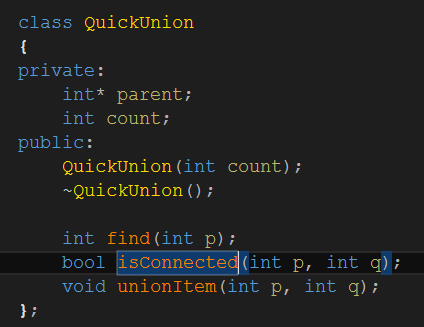 class QuickUnion
{
private:
    int* parent;
    int count;
public:
    QuickUnion(int count);
    ~QuickUnion();

    int find(int p);
    bool isConnected(int p, int q);
    void unionItem(int p, int q);
};